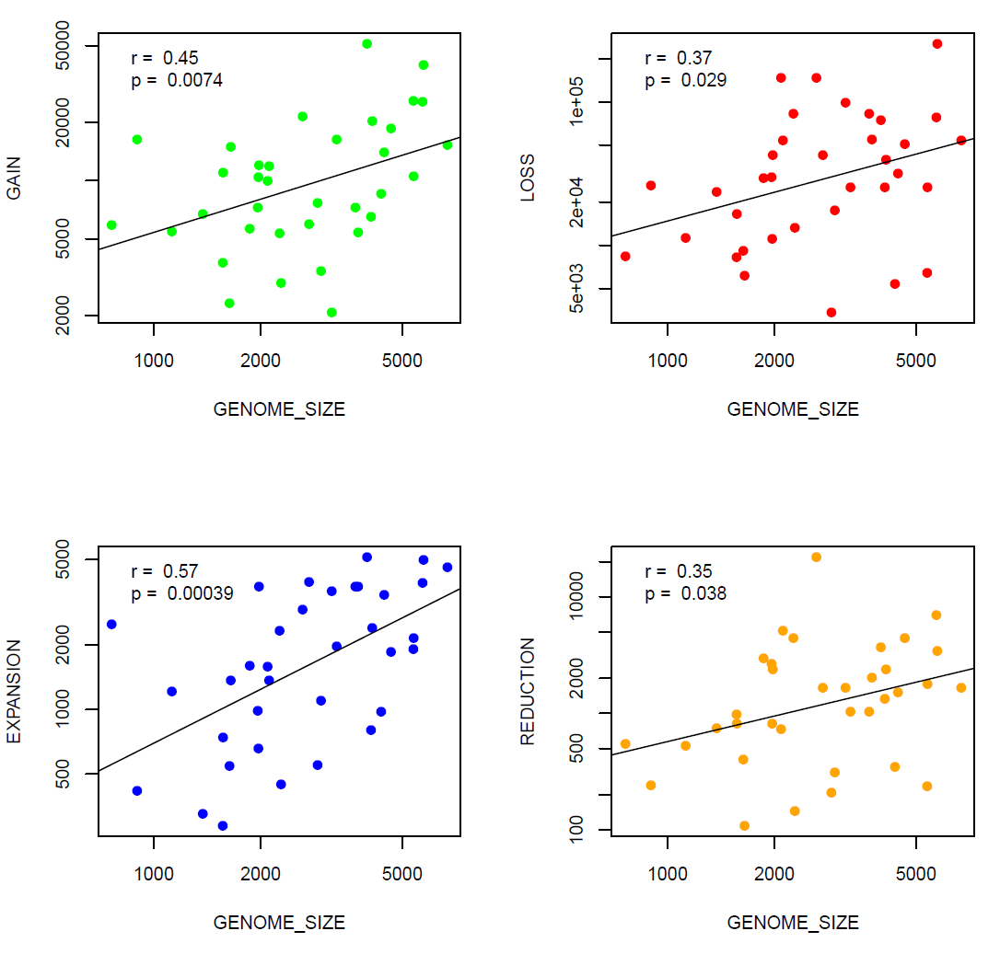 r = 0.45
p = 0.0074
GAIN
50000
20000
5000
2000
1000 2000 5000
GENOME_SIZE
r = 0.37
p = 0.029
LOSS
1e+05
2e+04
5e+03
1000 2000 5000
GENOME_SIZE
r = 0.57
p = 0.00039
EXPANSION
5000
2000
1000
500
1000 2000 5000
GENOME_SIZE
r = 0.35
p = 0.038
REDUCTION
10000
2000
500
100
1000 2000 5000
GENOME_SIZE